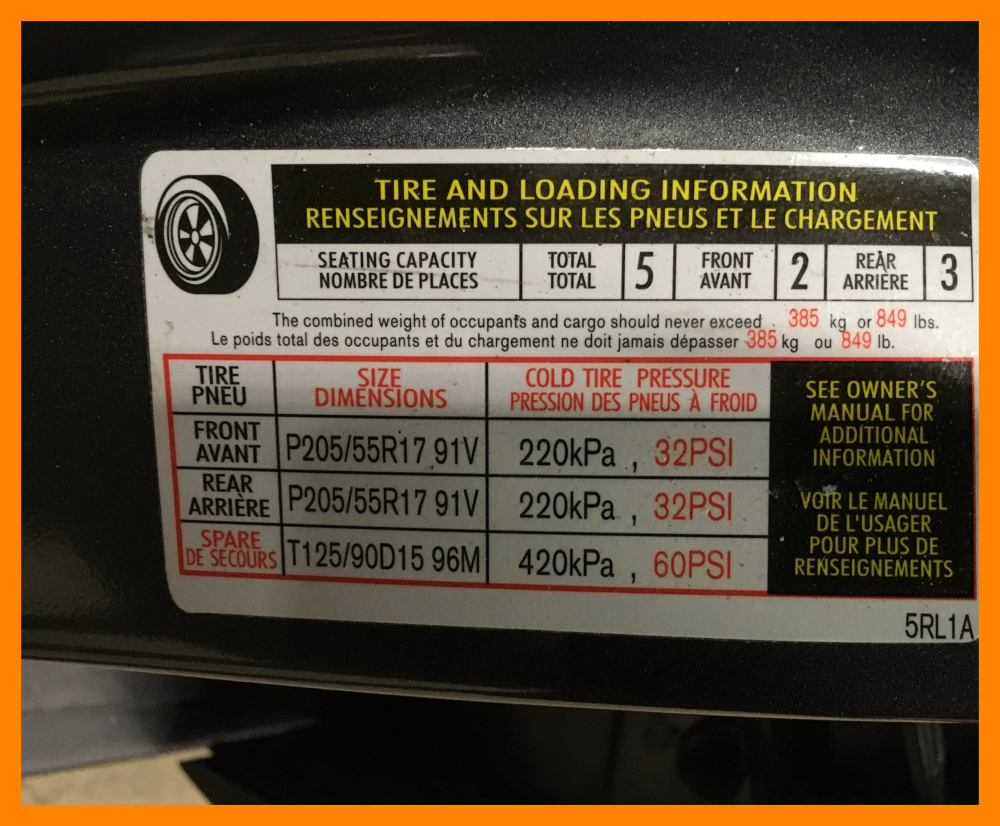 TIRE AND LOADING INFORMATION
RENSEIGNEMENTS SUR LES PNEUS ET LE CHARGEMENT
SEATING CAPACITY TOTAL 5 FRONT 2 REAR 3
NOMBRE DE PLACES TOTAL AVANT ARRIÈRE
The combined weight of occupants and cargo should never exceed 385 kg or 849 lbs.
Le poids total des occupants et du chargement ne doit jamais dépasser 385 kg ou 849 lb.
TIRE SIZE COLD TIRE PRESSURE
PNEU DIMENSIONS PRESSION DES PNEUS À FROID
FRONT
AVANT P205/55R17 91V 220kPa , 32PSI
REAR
ARRIÈRE P205/55R17 91V 220kPa , 32PSI
SPARE
DE SECOURS T125/90D15 96M 420kPa , 60PSI
SEE OWNER'S
MANUAL FOR
ADDITIONAL
INFORMATION
VOIR LE MANUEL
DE L'USAGER
POUR PLUS DE
RENSEIGNEMENTS
5RL1A